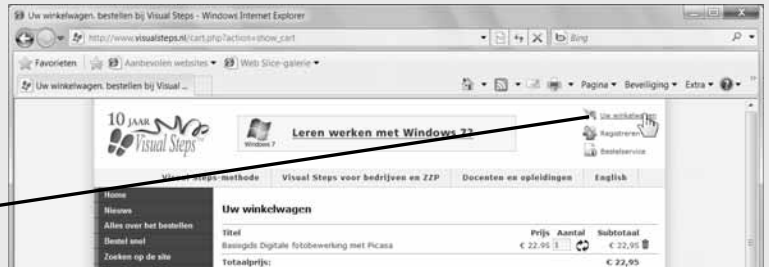 Uw winkelwagen. bestellen bij Visual Steps - Windows Internet Explorer
http://www.visualsteps.nl/cart.php?action=show_cart
Bing
Favorieten Aanbevolen websites Web Slice-galerie
Uw winkelwagen. bestellen bij Visual ...
Pagina Beveiliging Extra
10 JAAR
Visual Steps
Windows 7
Leren werken met Windows 7?
Uw winkelwagen
Registreren
Bestelservice
Visual Steps-methode Visual Steps voor bedrijven en ZZP Docenten en opleidingen English
Home
Nieuws
Alles over het bestellen
Bestel snel
Zoeken op de site
Uw winkelwagen
Titel Prijs Aantal Subtotaal
Basisgids Digitale fotobewerking met Picasa € 22.95 1 € 22,95
Totaalprijs: € 22,95